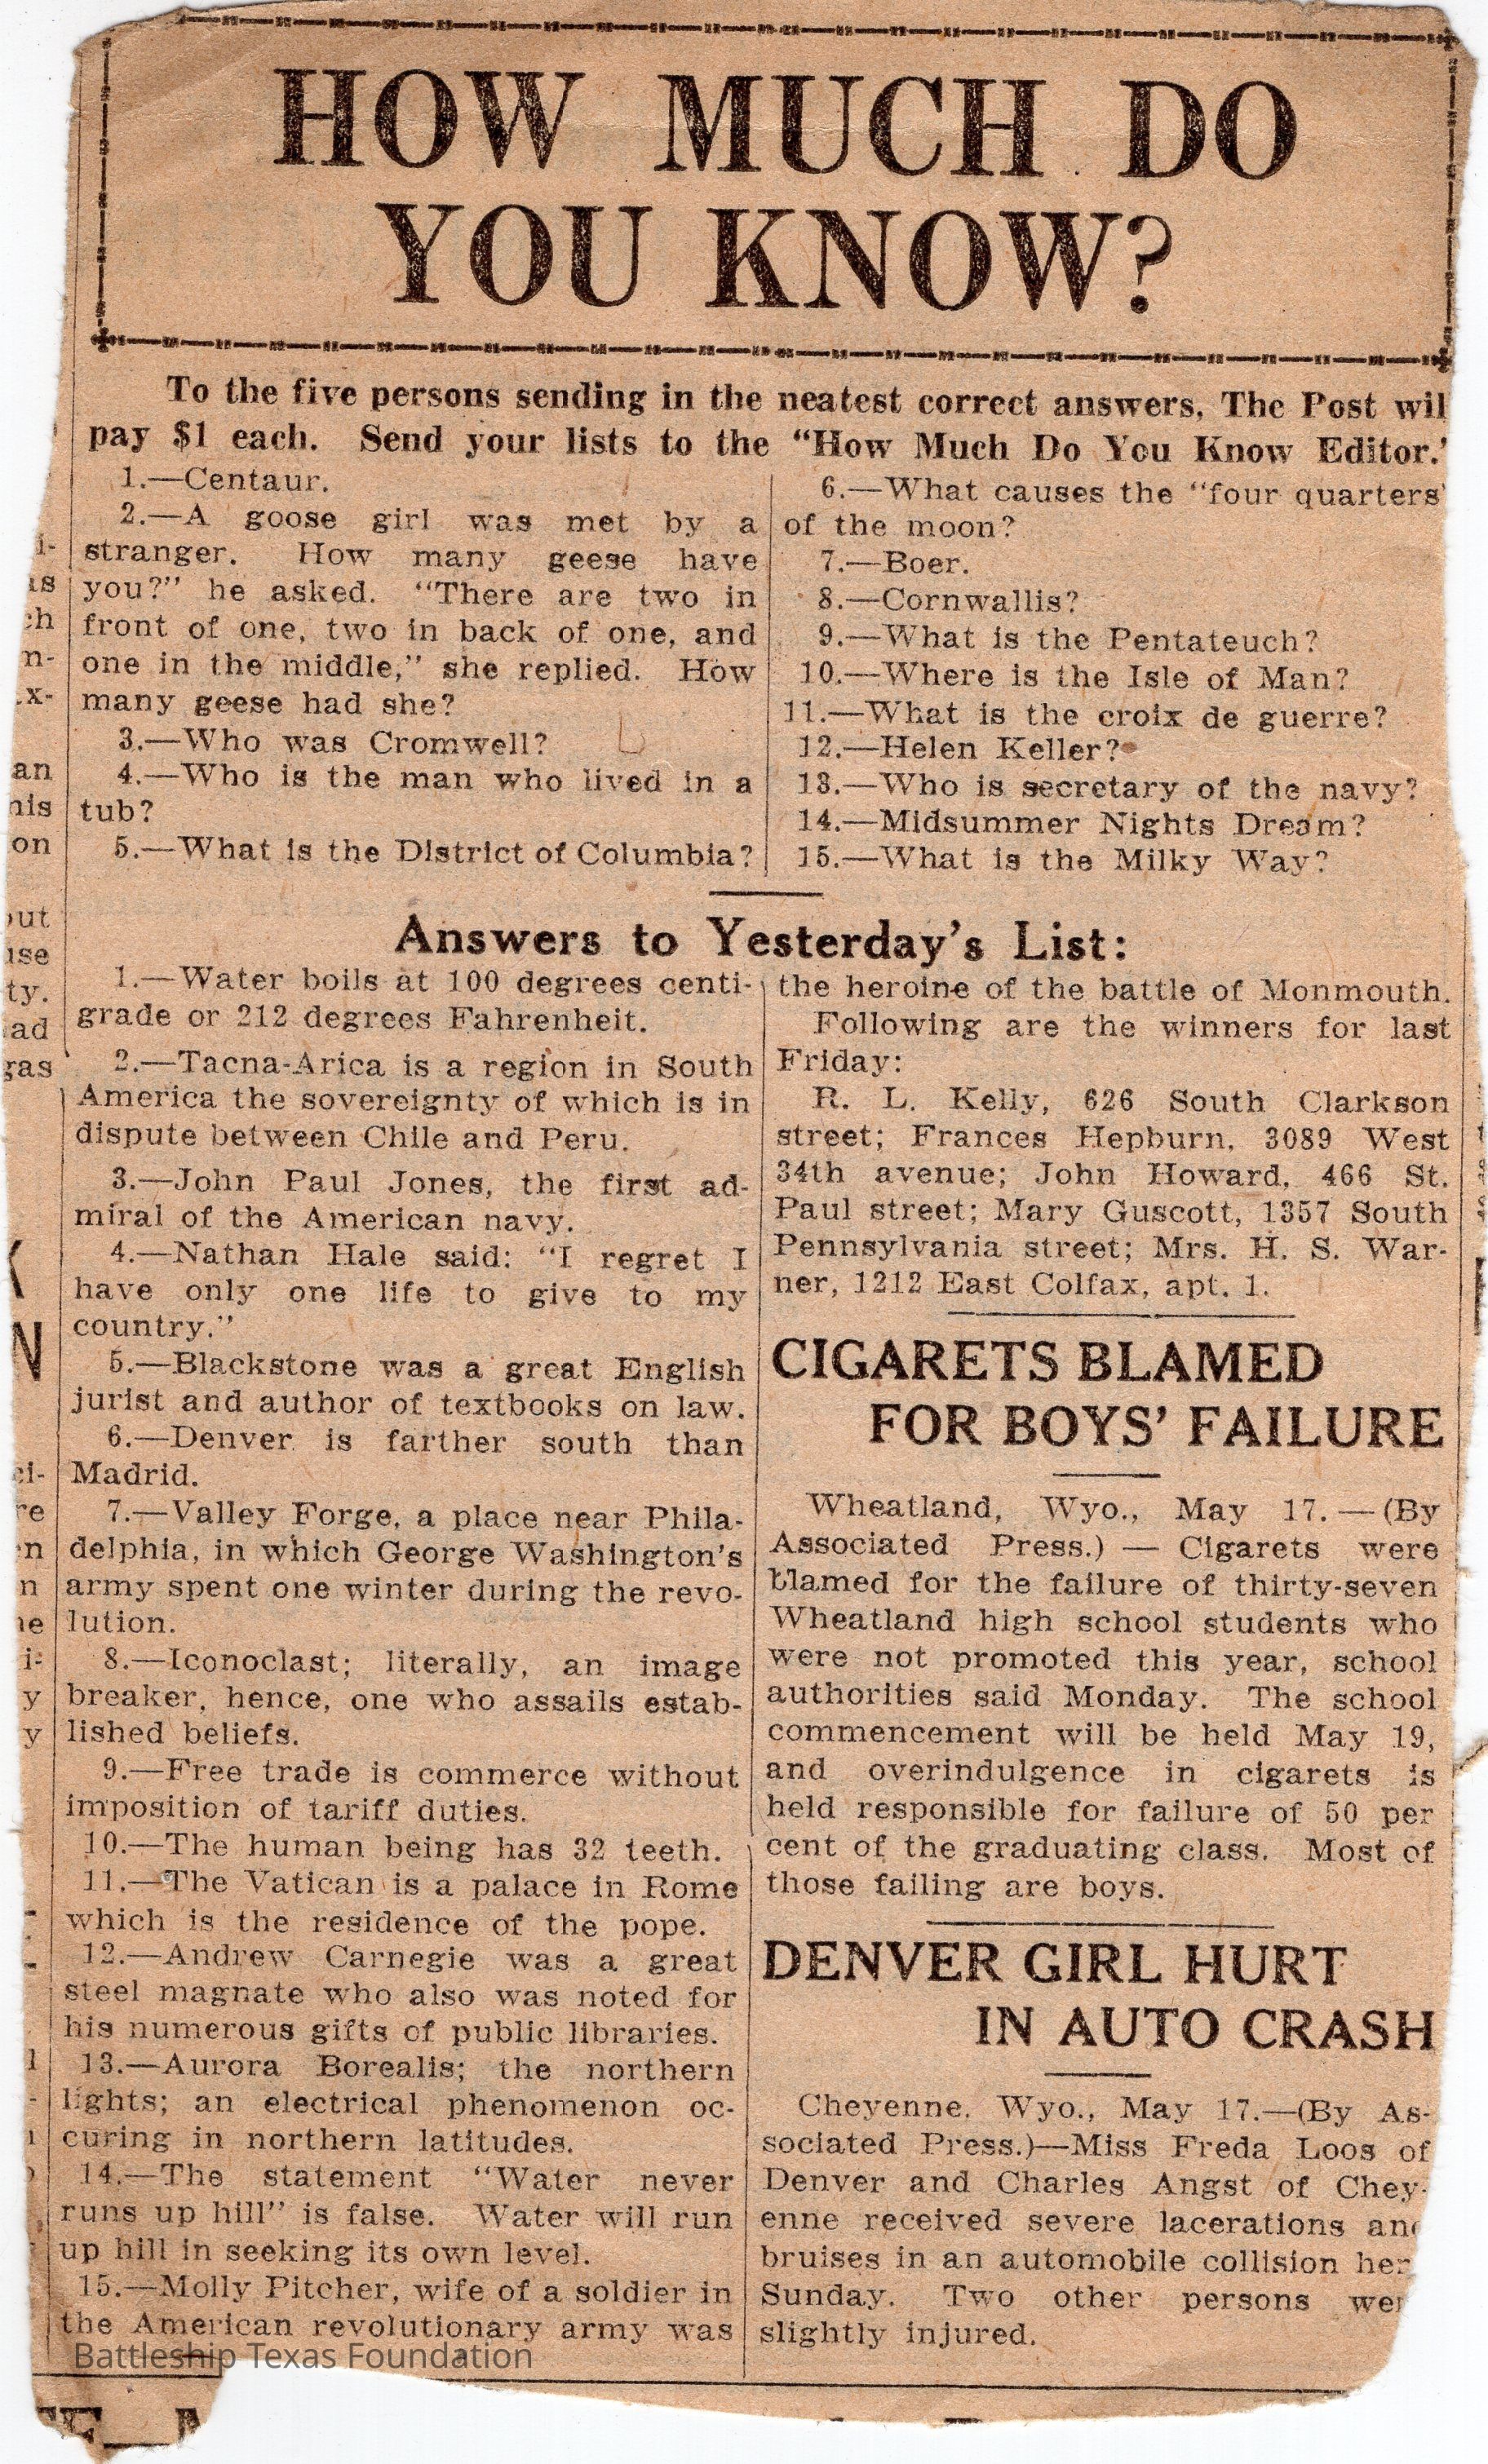 HOW MUCH DO
YOU KNOW?
To the five persons sending in the neatest correct answers, The Post wil
pay $1 each. Send your lists to the "How Much Do You Know Editor.'
1.—Centaur.
2.—A goose girl was met by a
stranger. How many geese have
you?" he asked. "There are two in
front of one, two in back of one, and
one in the middle," she replied. How
many geese had she?
3.—Who was Cromwell?
4.—Who is the man who lived in a
tub?
5.—What is the District of Columbia?
6.—What causes the "four quarters'
of the moon?
7.—Boer.
8.—Cornwallis?
9.—What is the Pentateuch?
10.—Where is the Isle of Man?
11.—What is the croix de guerre?
12.—Helen Keller?
13.—Who is secretary of the navy?
14.—Midsummer Nights Dream?
15.—What is the Milky Way?
Answers to Yesterday's List:
1.—Water boils at 100 degrees centi-
grade or 212 degrees Fahrenheit.
2.—Tacna-Arica is a region in South
America the sovereignty of which is in
dispute between Chile and Peru.
3.—John Paul Jones, the first ad-
miral of the American navy.
4.—Nathan Hale said: "I regret I
have only one life to give to my
country."
5.—Blackstone was a great English
jurist and author of textbooks on law.
6.—Denver is farther south than
Madrid.
7.—Valley Forge, a place near Phila-
delphia, in which George Washington's
army spent one winter during the revo-
lution.
8.—Iconoclast; literally, an image
breaker, hence, one who assails estab-
lished beliefs.
9.—Free trade is commerce without
imposition of tariff duties.
10.—The human being has 32 teeth.
11.—The Vatican is a palace in Rome
which is the residence of the pope.
12.—Andrew Carnegie was a great
steel magnate who also was noted for
his numerous gifts of public libraries.
13.—Aurora Borealis; the northern
lights; an electrical phenomenon oc-
curing in northern latitudes.
14.—The statement "Water never
runs up hill" is false. Water will run
up hill in seeking its own level.
15.—Molly Pitcher, wife of a soldier in
the American revolutionary army was
the heroine of the battle of Monmouth.
Following are the winners for last
Friday:
R. L. Kelly, 626 South Clarkson
street; Frances Hepburn, 3089 West
34th avenue; John Howard, 466 St.
Paul street; Mary Guscott, 1357 South
Pennsylvania street; Mrs. H. S. War-
ner, 1212 East Colfax, apt. 1.
CIGARETS BLAMED
FOR BOYS' FAILURE
Wheatland, Wyo., May 17.—(By
Associated Press.) — Cigarets were
blamed for the failure of thirty-seven
Wheatland high school students who
were not promoted this year, school
authorities said Monday. The school
commencement will be held May 19,
and overindulgence in cigarets is
held responsible for failure of 50 per
cent of the graduating class. Most of
those failing are boys.
DENVER GIRL HURT
IN AUTO CRASH
Cheyenne, Wyo., May 17.—(By As-
sociated Press.)—Miss Freda Loos of
Denver and Charles Angst of Chey-
enne received severe lacerations an
bruises in an automobile collision her
Sunday. Two other persons wer
slightly injured.
Battleship Texas Foundation